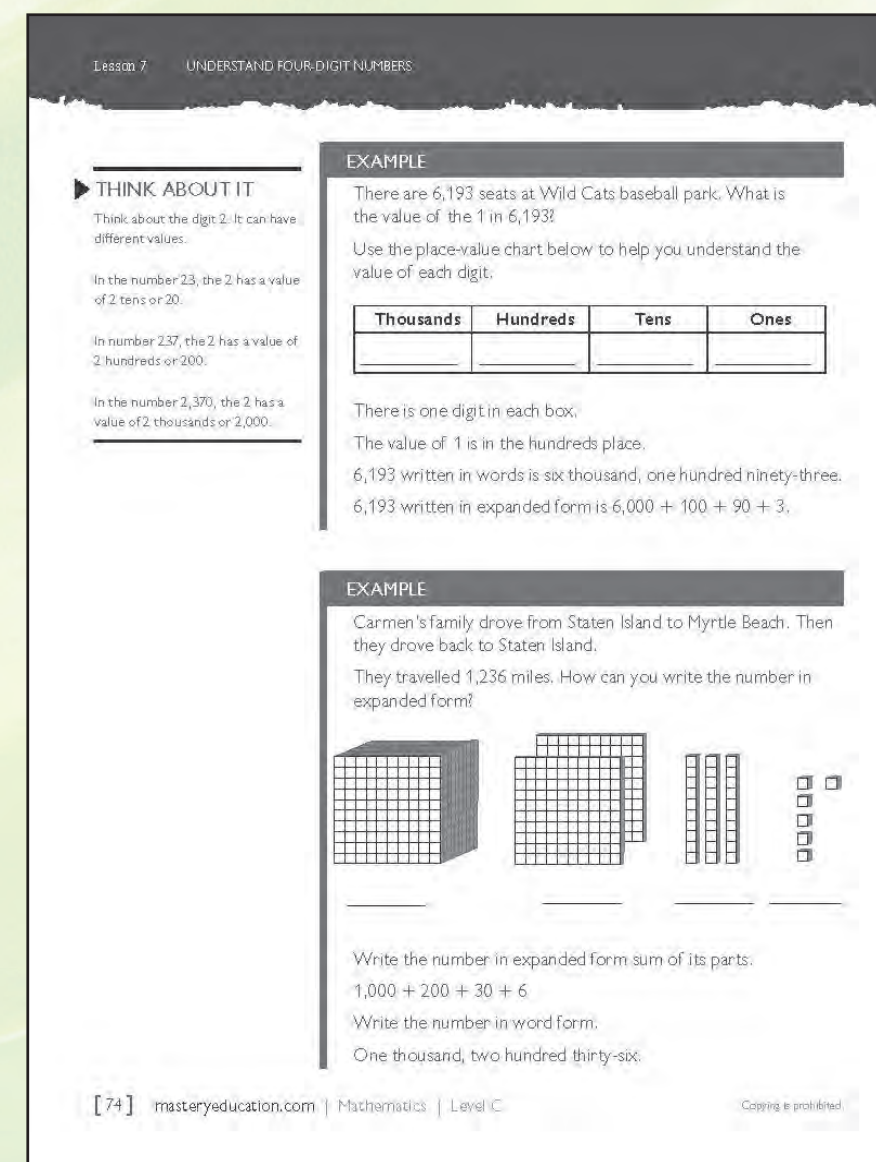 Lesson 7 UNDERSTAND FOUR-DIGIT NUMBERS
THINK ABOUT IT
Think about the digit 2. It can have
different values.
In the number 23, the 2 has a value
of 2 tens or 20.
In number 237, the 2 has a value of
2 hundreds or 200.
In the number 2,370, the 2 has a
value of 2 thousands or 2,000.
EXAMPLE
There are 6,193 seats at Wild Cats baseball park. What is
the value of the 1 in 6,193?
Use the place-value chart below to help you understand the
value of each digit.
Thousands Hundreds Tens Ones
There is one digit in each box.
The value of 1 is in the hundreds place.
6,193 written in words is six thousand, one hundred ninety-three.
6,193 written in expanded form is 6,000 + 100 + 90 + 3.
EXAMPLE
Carmen's family drove from Staten Island to Myrtle Beach. Then
they drove back to Staten Island.
They travelled 1,236 miles. How can you write the number in
expanded form?
Write the number in expanded form sum of its parts.
1,000 + 200 + 30 + 6
Write the number in word form.
One thousand, two hundred thirty-six.
[74] masteryeducation.com | Mathematics | Level C Copying is prohibited.